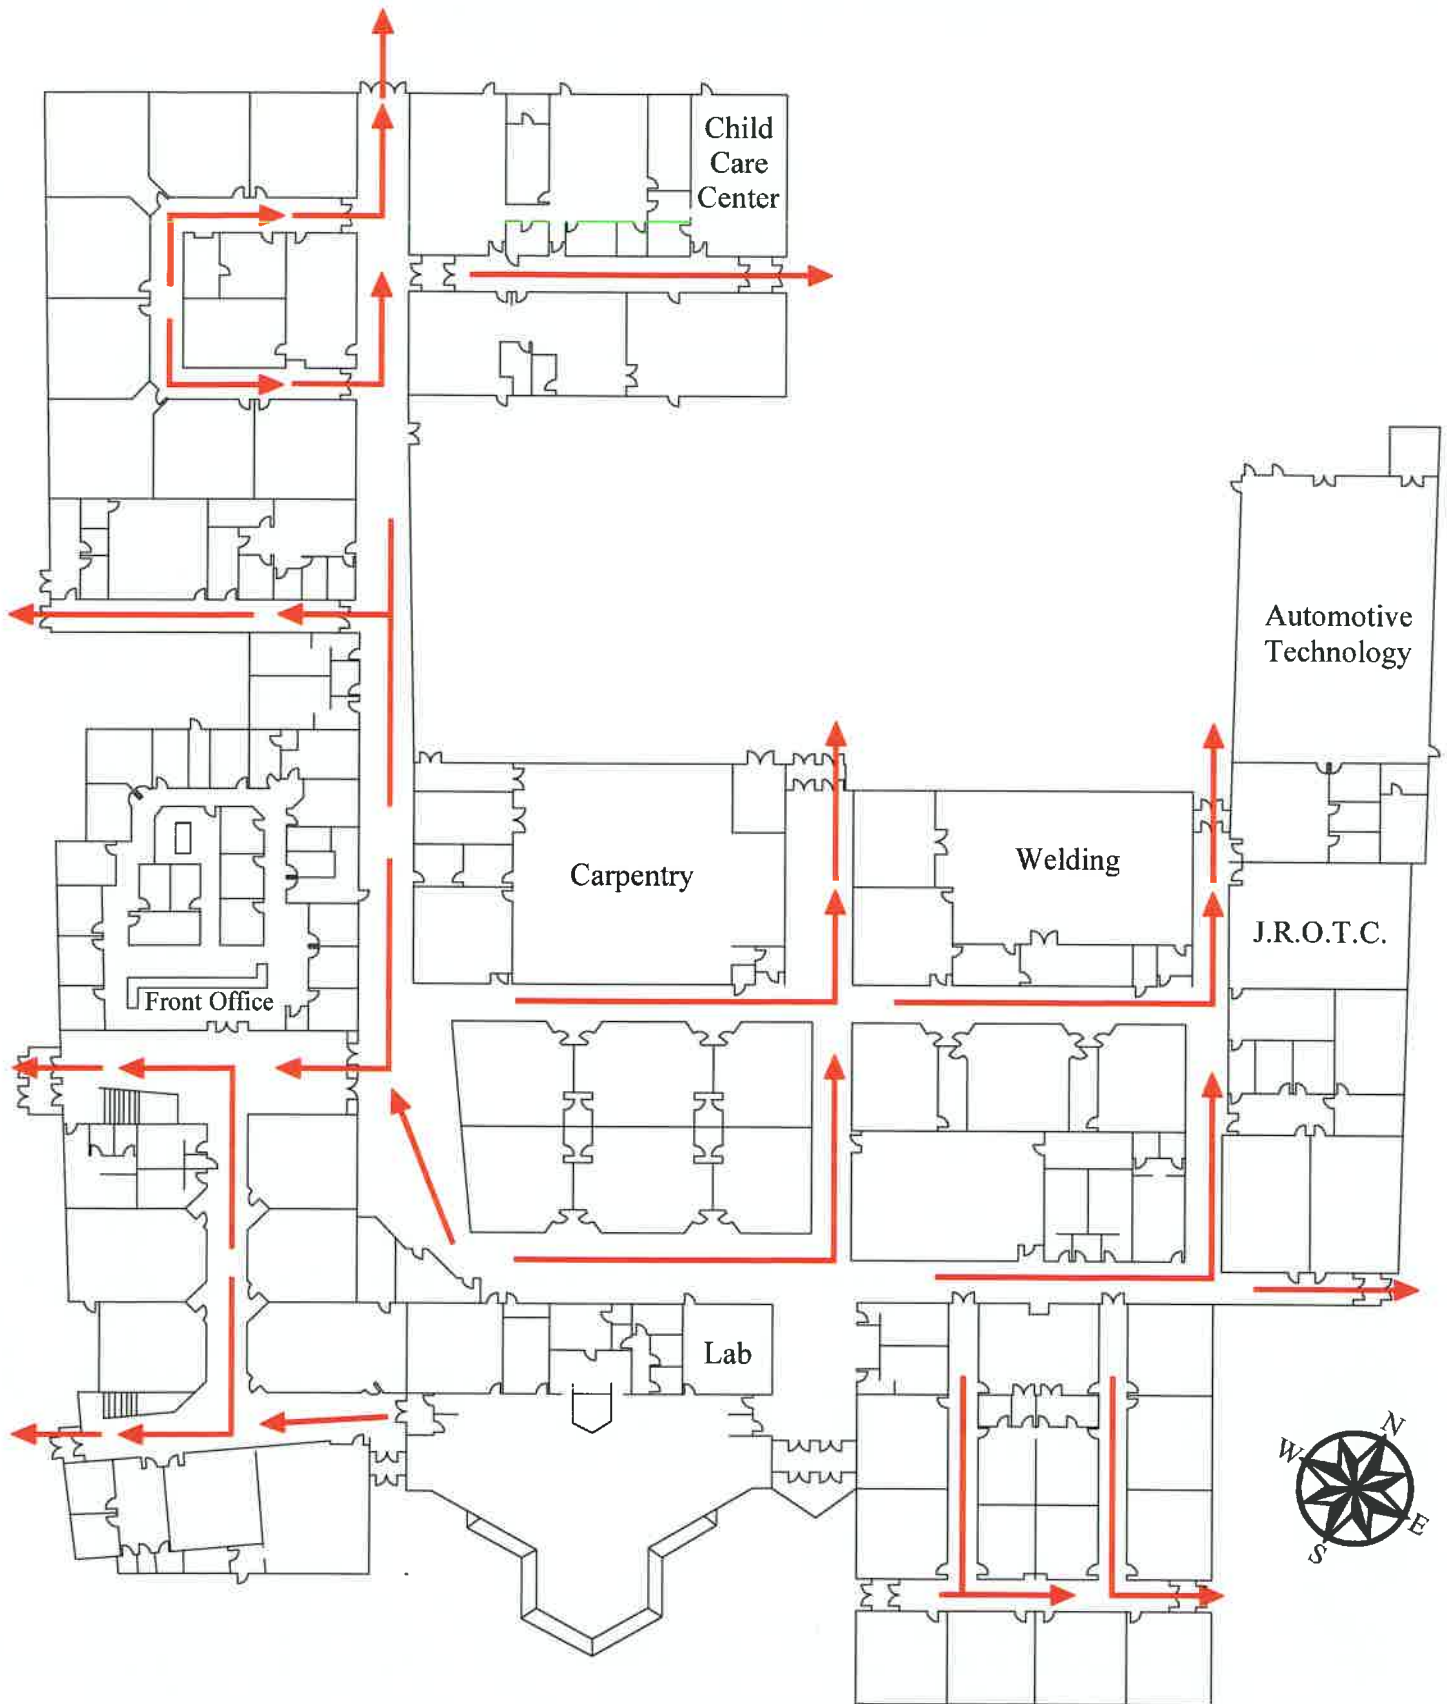 Child
Care
Center
Automotive
Technology
Carpentry
Welding
J.R.O.T.C.
Front Office
Lab
N
W
E
S